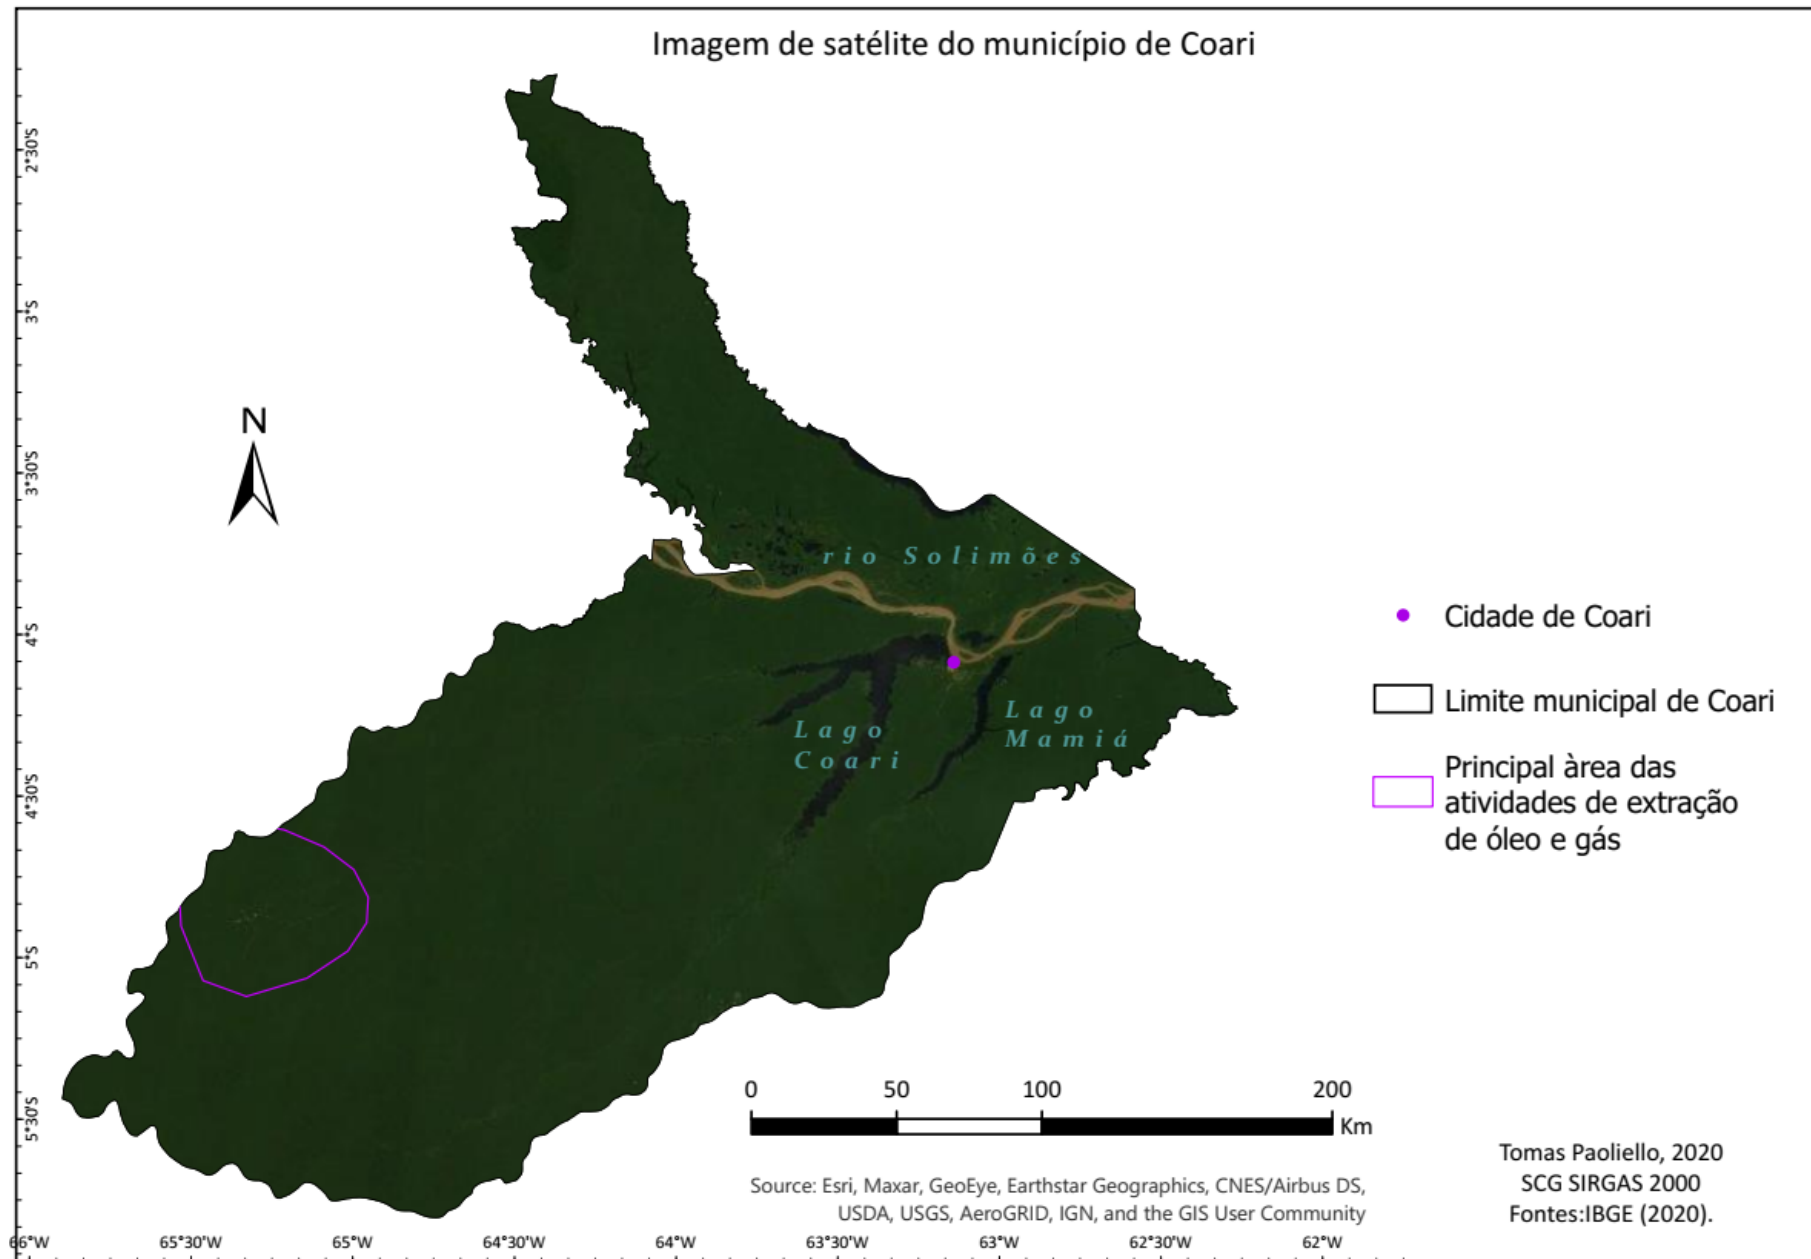 Imagem de satélite do município de Coari
2°30'S
3°S
3°30'S
4°S
4°30'S
5°S
5°30'S
N
rio Solimões
Lago
Coari
Lago
Mamiá
Cidade de Coari
Limite municipal de Coari
Principal àrea das
atividades de extração
de óleo e gás
0 50 100 200
Km
Source: Esri, Maxar, GeoEye, Earthstar Geographics, CNES/Airbus DS,
USDA, USGS, AeroGRID, IGN, and the GIS User Community
Tomas Paoliello, 2020
SCG SIRGAS 2000
Fontes:IBGE (2020).
66°W 65°30'W 65°W 64°30'W 64°W 63°30'W 63°W 62°30'W 62°W